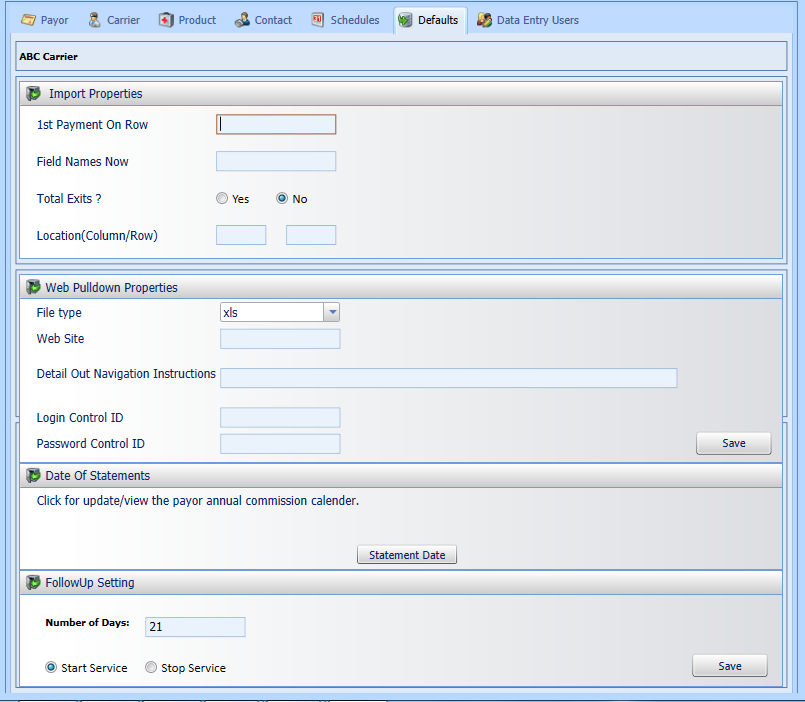 Payor Carrier Product Contact Schedules Defaults Data Entry Users
ABC Carrier
Import Properties
1st Payment On Row
Field Names Now
Total Exits ? Yes No
Location(Column/Row)
Web Pulldown Properties
File type xls
Web Site
Detail Out Navigation Instructions
Login Control ID
Password Control ID Save
Date Of Statements
Click for update/view the payor annual commission calender.
Statement Date
FollowUp Setting
Number of Days: 21
Start Service Stop Service Save